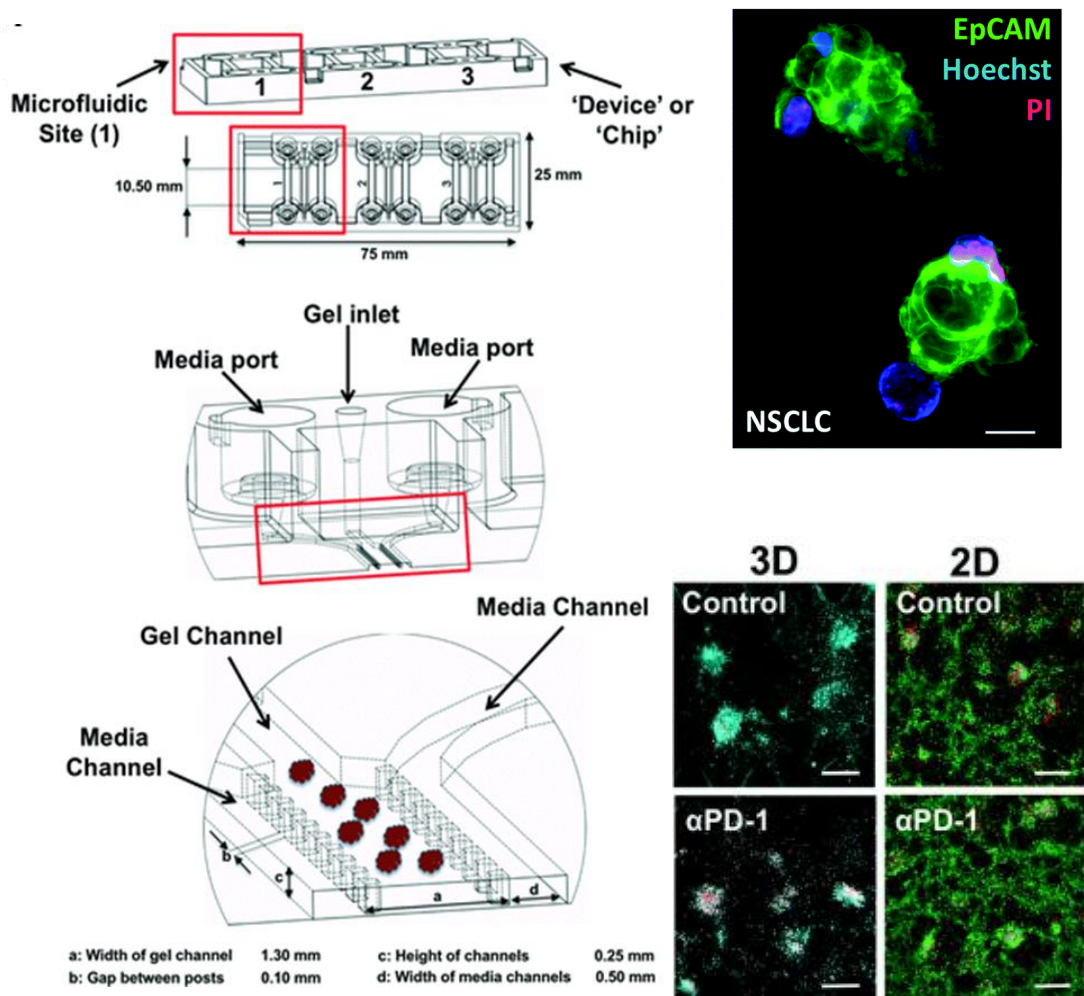 Microfluidic
Site (1)
1
2
3
‘Device’ or
‘Chip’
10.50 mm
1
2
3
25 mm
75 mm
EpCAM
Hoechst
PI
NSCLC
Gel inlet
Media port
Media port
Media Channel
Gel Channel
Media
Channel
b
c
a
d
a: Width of gel channel 1.30 mm
b: Gap between posts 0.10 mm
c: Height of channels 0.25 mm
d: Width of media channels 0.50 mm
3D
2D
Control
Control
αPD-1
αPD-1